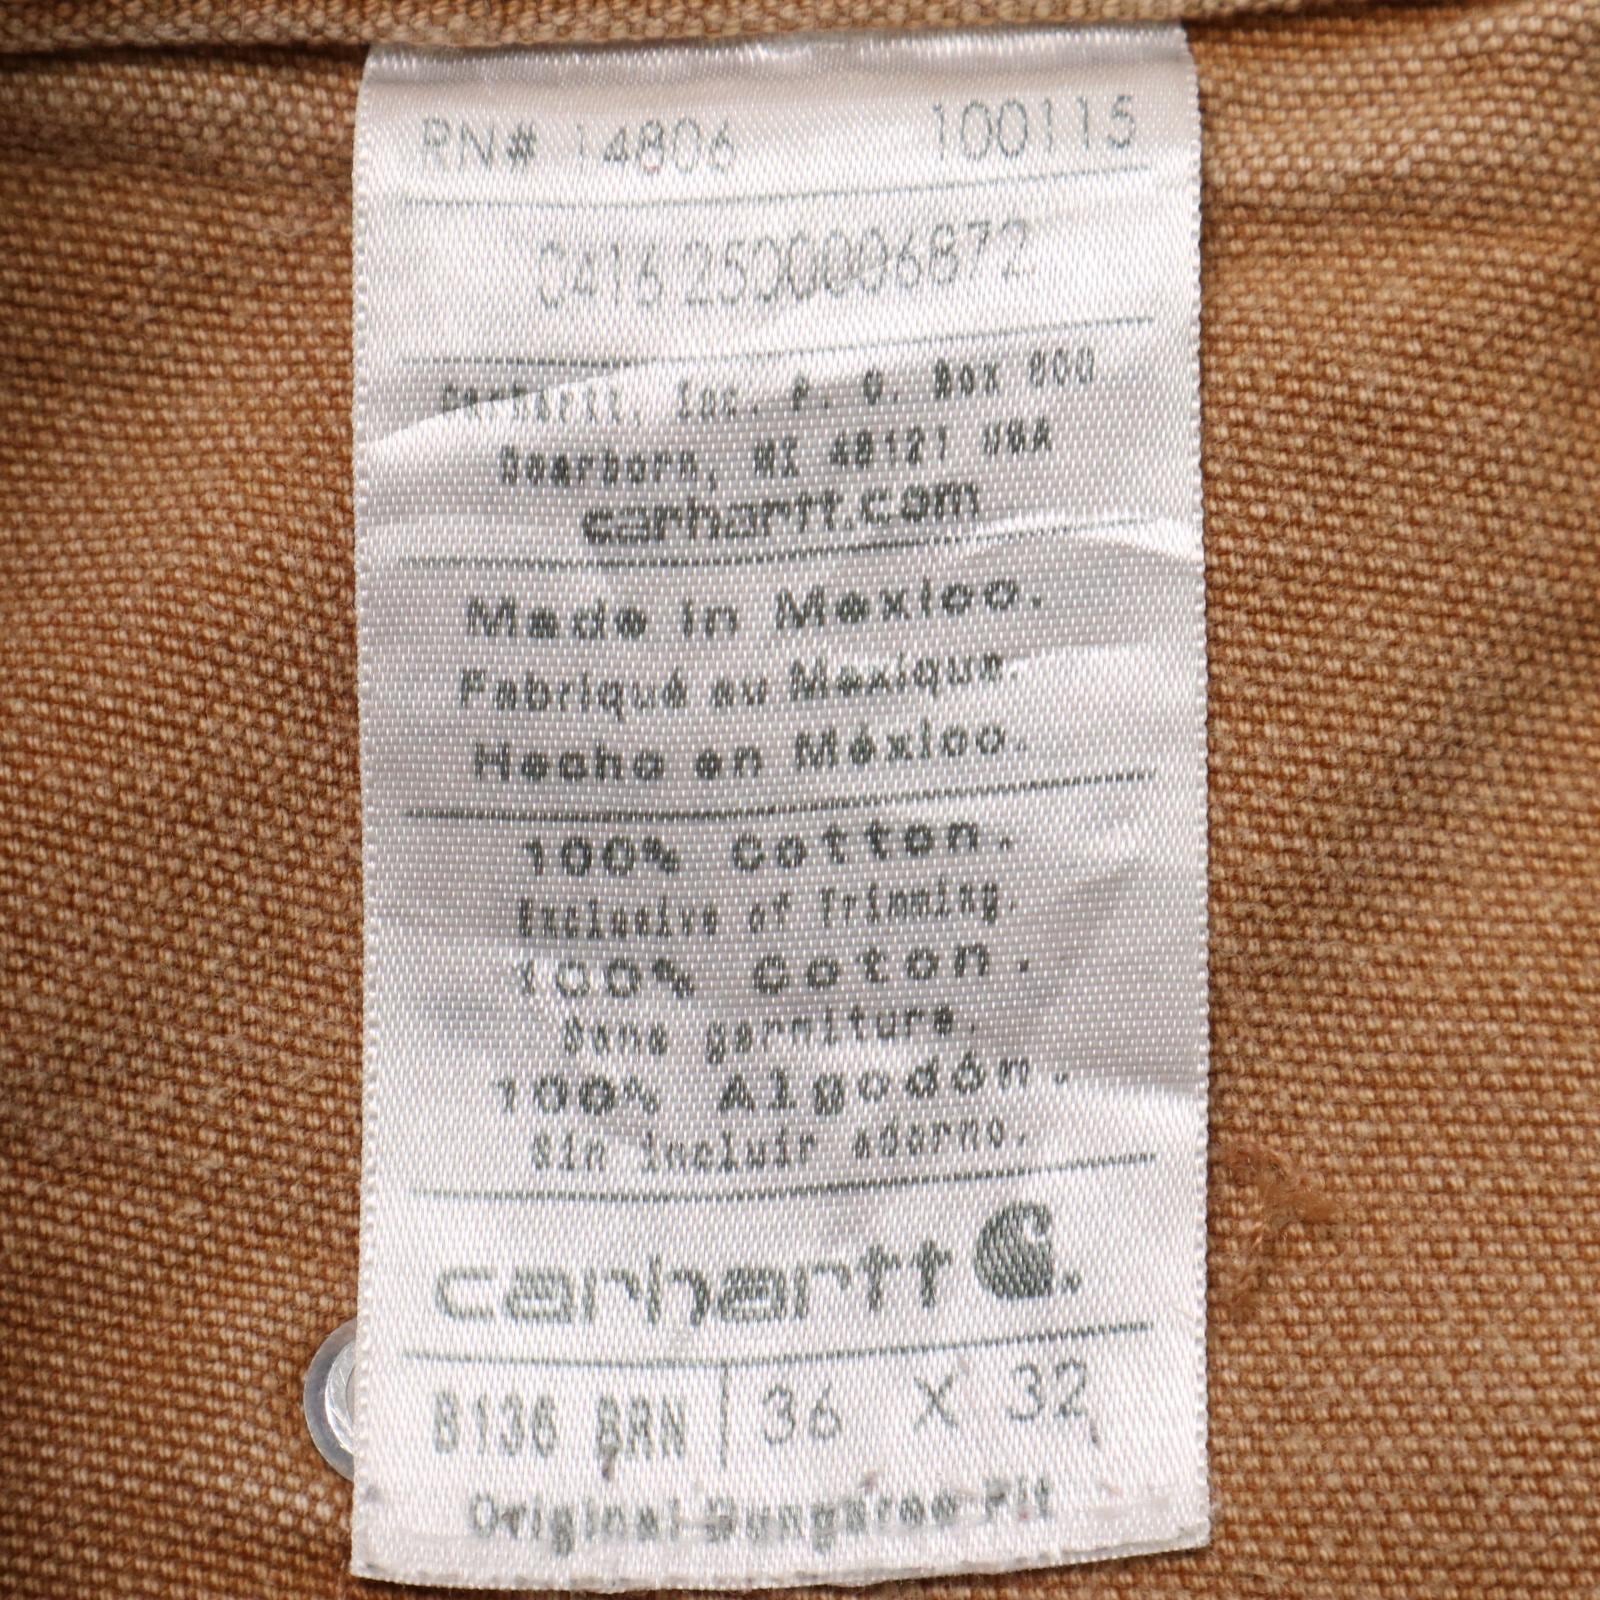 RN# 14806 100115
0416 2500006872
Carhartt, Inc. P. O. Box 600
Dearborn, MI 48121 USA
carhartt.com
Made in Mexico.
Fabriqué au Mexique.
Hecho en México.
100% Cotton.
Exclusive of Trimming.
100% Coton.
Sans garniture.
100% Algodón.
Sin incluir adorno.
carhartt
B136 BRN 36 X 32
Original-Dungaree-Fit